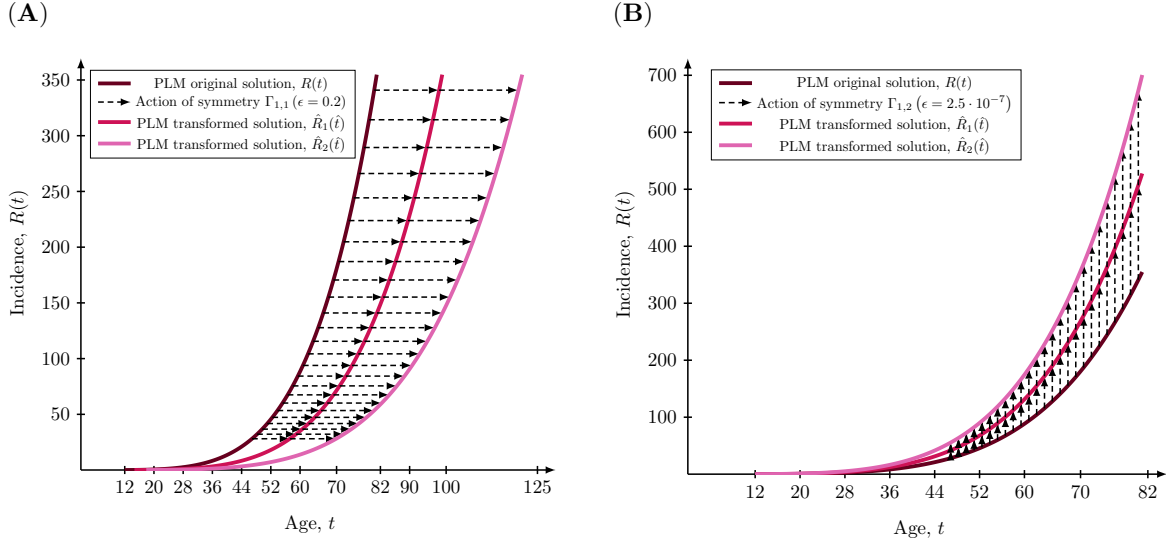 (A)
350
300
250
200
150
100
50
Incidence, R(t)
PLM original solution, R(t)
Action of symmetry Γ₁,₁ (ϵ = 0.2)
PLM transformed solution, R̂₁(t̂)
PLM transformed solution, R̂₂(t̂)
12 20 28 36 44 52 60 70 82 90 100 125
Age, t
(B)
700
600
500
400
300
200
100
Incidence, R(t)
PLM original solution, R(t)
Action of symmetry Γ₁,₂ (ϵ = 2.5 · 10⁻⁷)
PLM transformed solution, R̂₁(t̂)
PLM transformed solution, R̂₂(t̂)
12 20 28 36 44 52 60 70 82
Age, t